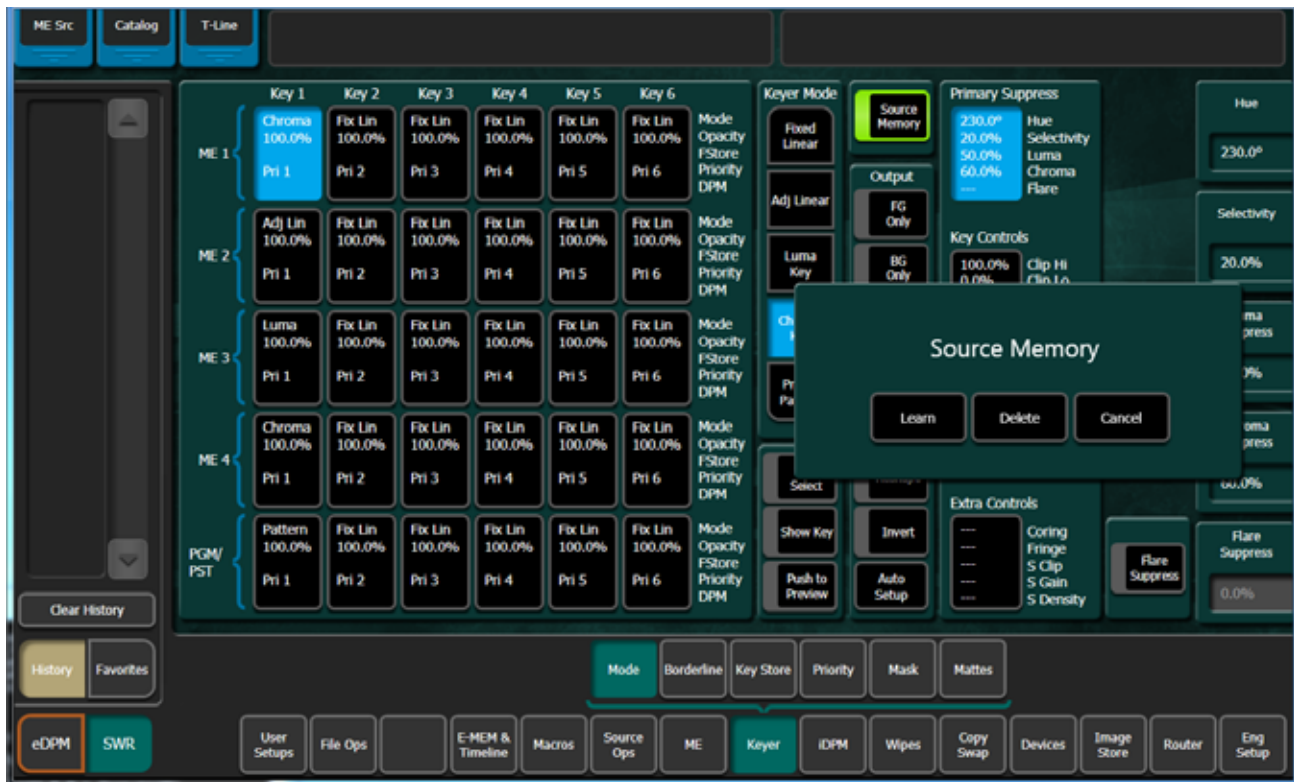 ME Src
Catalog
T-Line
Key 1 Key 2 Key 3 Key 4 Key 5 Key 6
ME 1
Chroma Fix Lin Fix Lin Fix Lin Fix Lin Fix Lin Mode
100.0% 100.0% 100.0% 100.0% 100.0% 100.0% Opacity
FStore
Pri 1 Pri 2 Pri 3 Pri 4 Pri 5 Pri 6 Priority
DPM
ME 2
Adj Lin Fix Lin Fix Lin Fix Lin Fix Lin Fix Lin Mode
100.0% 100.0% 100.0% 100.0% 100.0% 100.0% Opacity
FStore
Pri 1 Pri 2 Pri 3 Pri 4 Pri 5 Pri 6 Priority
DPM
ME 3
Luma Fix Lin Fix Lin Fix Lin Fix Lin Fix Lin Mode
100.0% 100.0% 100.0% 100.0% 100.0% 100.0% Opacity
FStore
Pri 1 Pri 2 Pri 3 Pri 4 Pri 5 Pri 6 Priority
DPM
ME 4
Chroma Fix Lin Fix Lin Fix Lin Fix Lin Fix Lin Mode
100.0% 100.0% 100.0% 100.0% 100.0% 100.0% Opacity
FStore
Pri 1 Pri 2 Pri 3 Pri 4 Pri 5 Pri 6 Priority
DPM
PGM/
PST
Pattern Fix Lin Fix Lin Fix Lin Fix Lin Fix Lin Mode
100.0% 100.0% 100.0% 100.0% 100.0% 100.0% Opacity
FStore
Pri 1 Pri 2 Pri 3 Pri 4 Pri 5 Pri 6 Priority
DPM
Keyer Mode
Fixed
Linear
Adj Linear
Luma
Key
Select
Show Key
Push to
Preview
Source
Memory
Output
FG
Only
BG
Only
Invert
Auto
Setup
Primary Suppress
230.0° Hue
20.0% Selectivity
50.0% Luma
60.0% Chroma
--- Flare
Key Controls
100.0% Clip Hi
0.0% Clip Lo
Source Memory
Learn
Delete
Cancel
Extra Controls
--- Coring
--- Fringe
--- S Clip
--- S Gain
--- S Density
Flare
Suppress
Hue
230.0°
Selectivity
20.0%
60.0%
Flare
Suppress
0.0%
Clear History
History
Favorites
Mode
Borderline
Key Store
Priority
Mask
Mattes
eDPM
SWR
User
Setups
File Ops
E-MEM &
Timeline
Macros
Source
Ops
ME
Keyer
iDPM
Wipes
Copy
Swap
Devices
Image
Store
Router
Eng
Setup